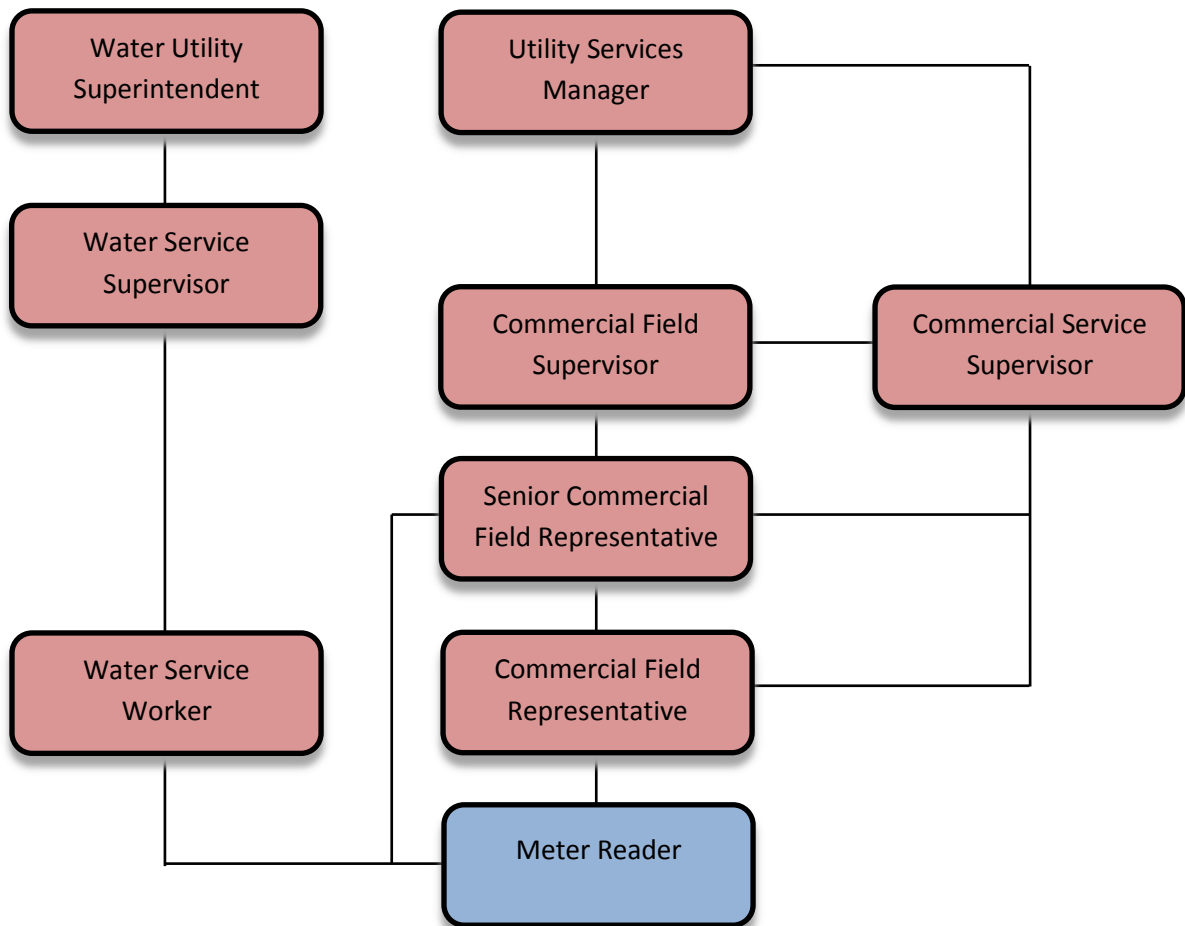 Water Utility
Superintendent
Utility Services
Manager
Water Service
Supervisor
Commercial Field
Supervisor
Commercial Service
Supervisor
Senior Commercial
Field Representative
Water Service
Worker
Commercial Field
Representative
Meter Reader